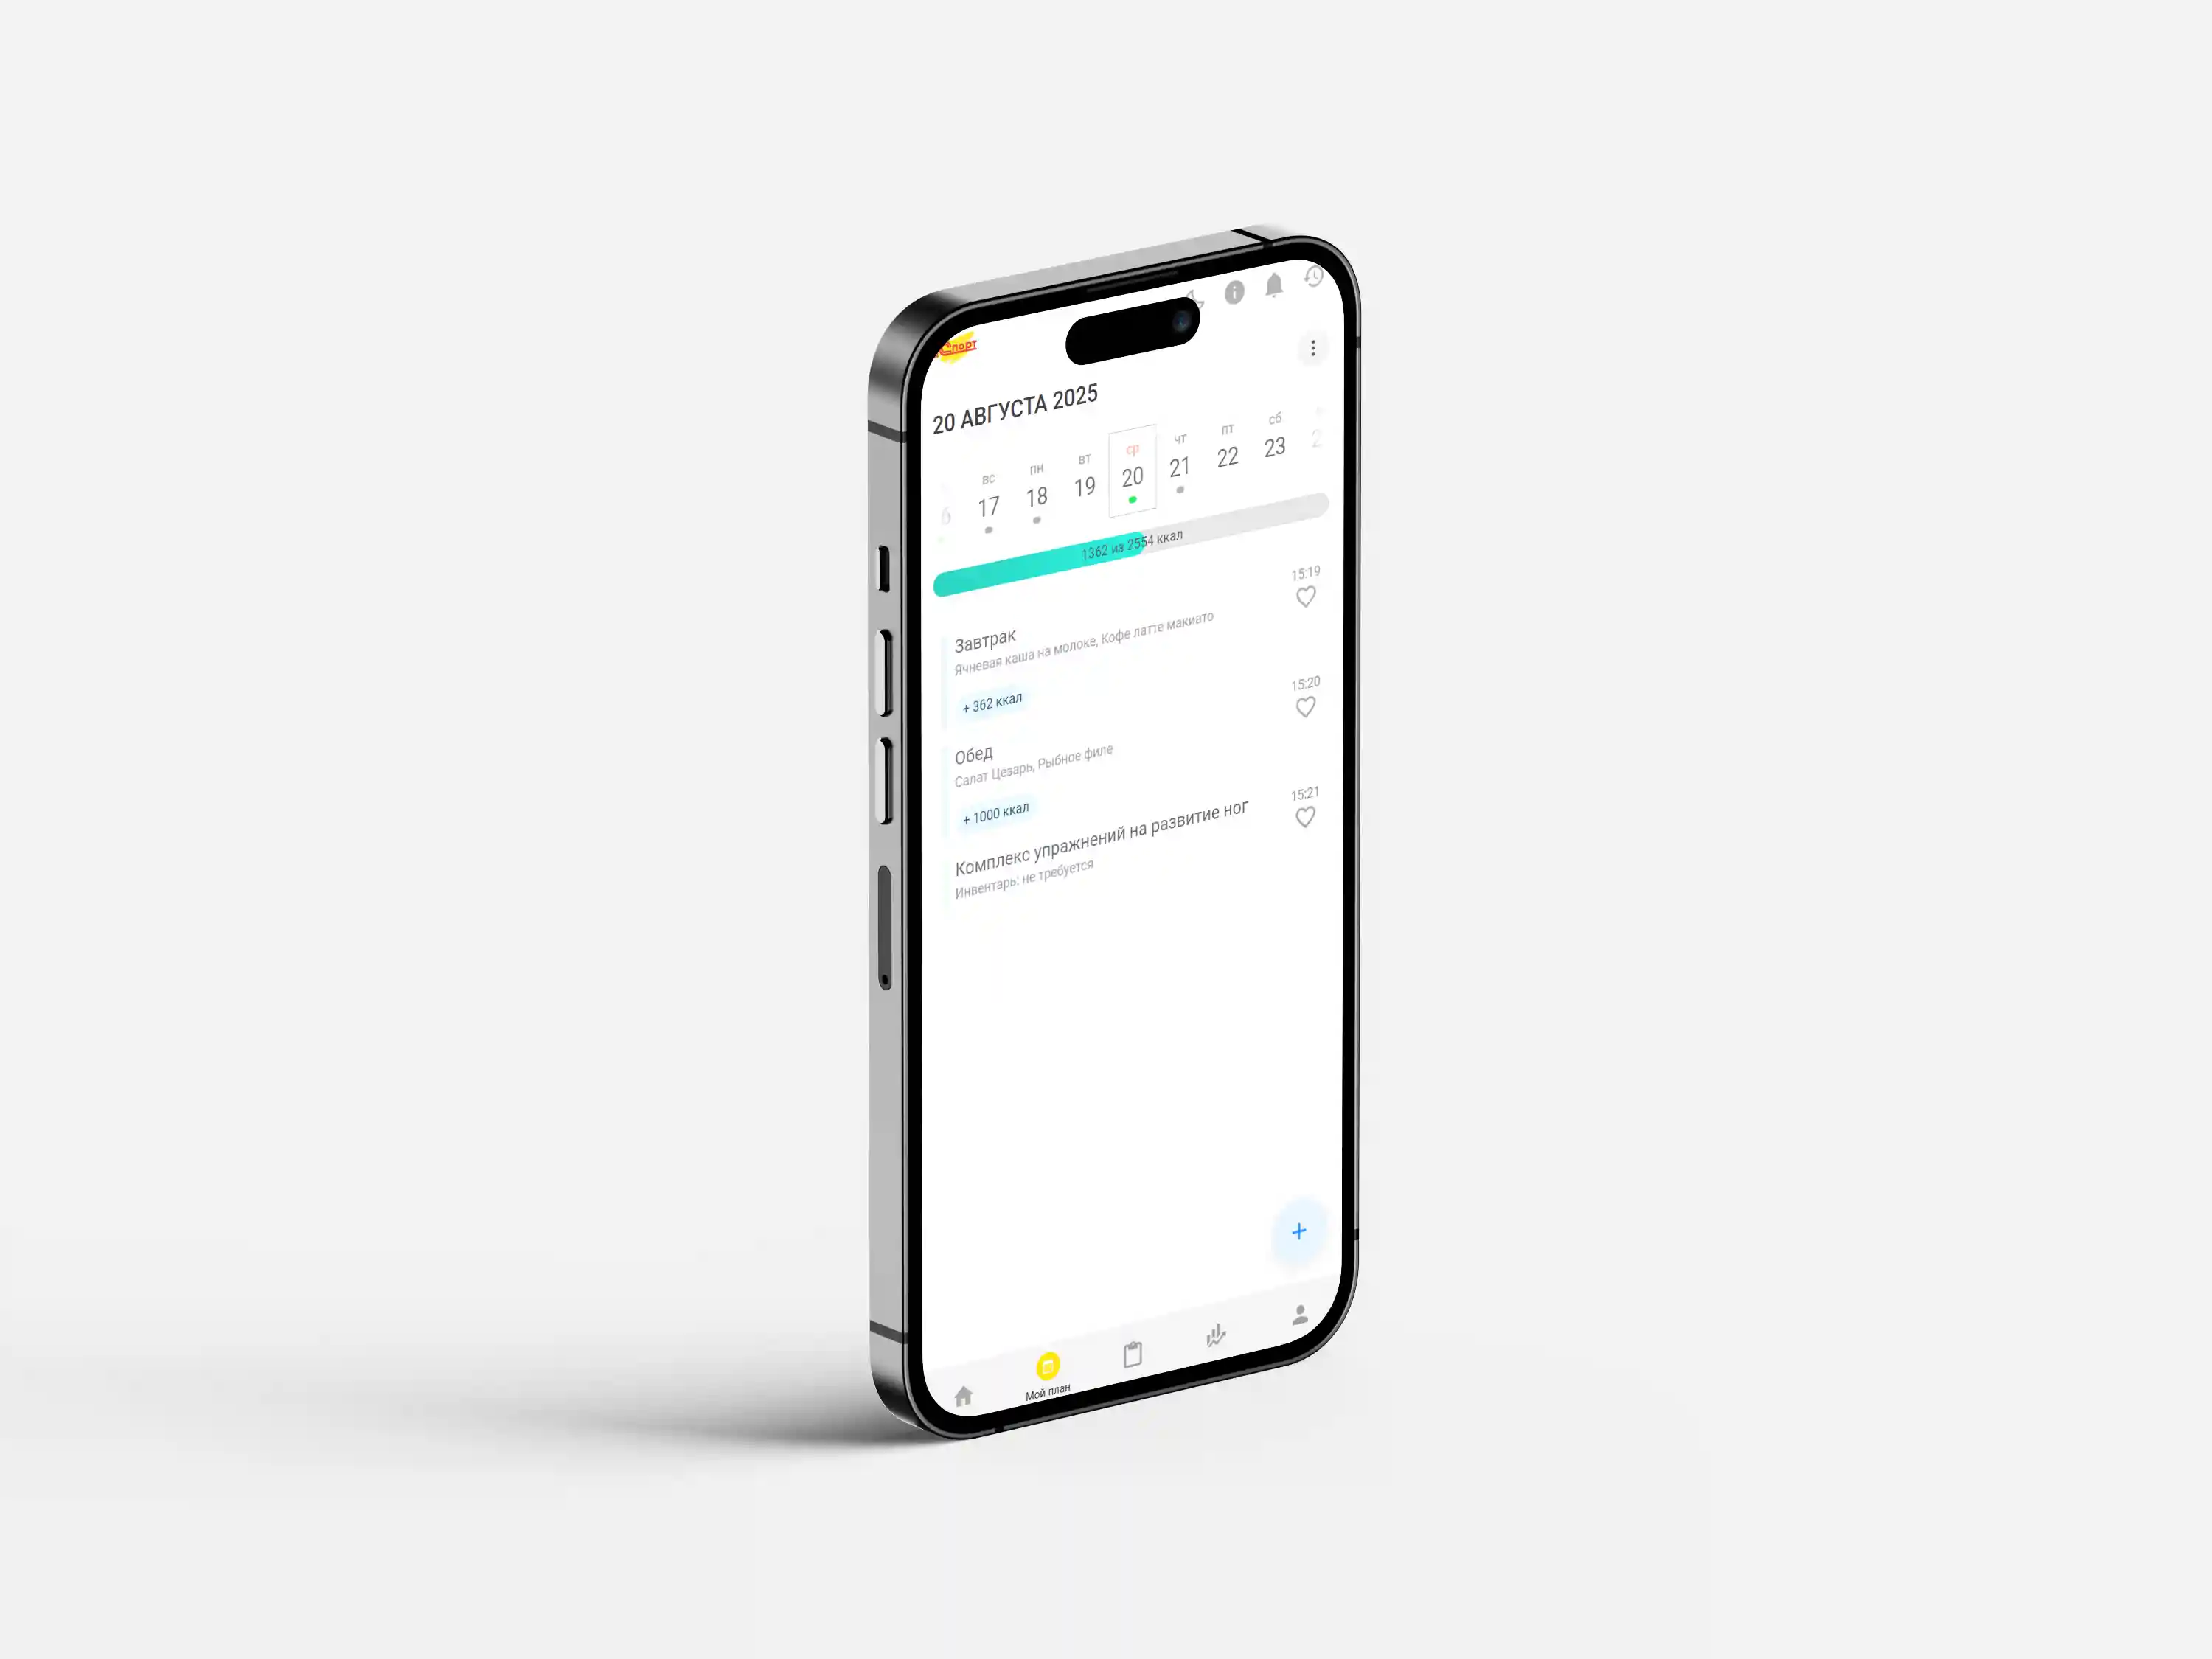 Спорт
20 АВГУСТА 2025
вс пн вт ср чт пт сб
17 18 19 20 21 22 23
1362 из 2554 ккал
15:19
Завтрак
Ячневая каша на молоке, Кофе латте макиато
+ 362 ккал
15:20
Обед
Салат Цезарь, Рыбное филе
+ 1000 ккал
15:21
Комплекс упражнений на развитие ног
Инвентарь: не требуется
+
Мой план